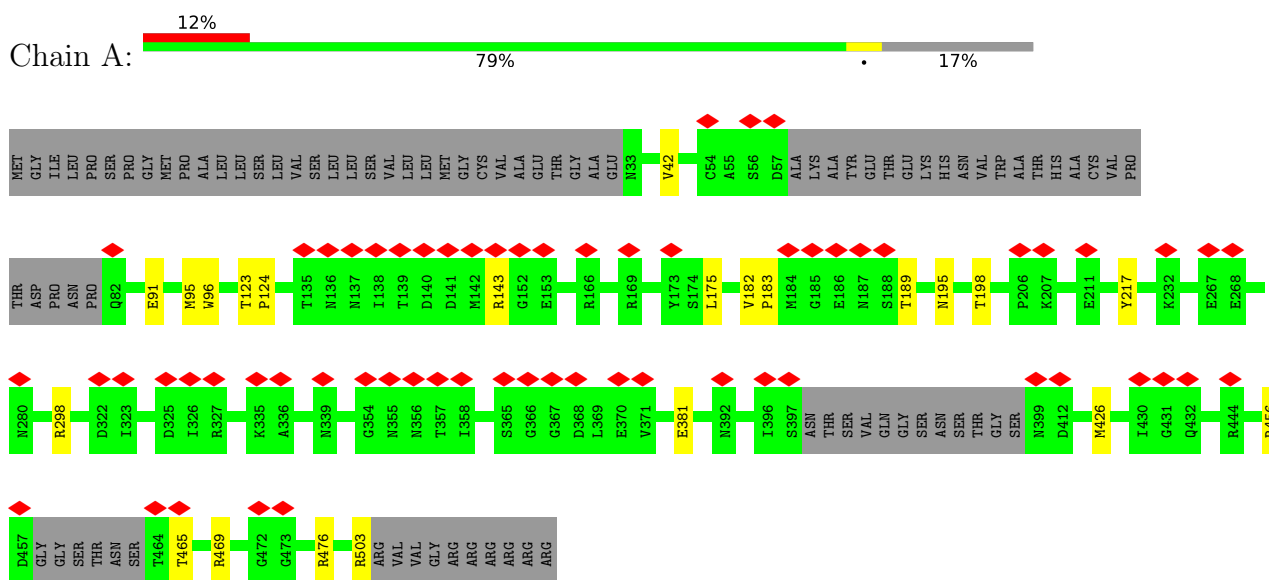 12%
Chain A:
79% • 17%
MET GLY ILE LEU PRO SER PRO GLY MET PRO ALA LEU LEU SER LEU VAL SER LEU LEU SER VAL LEU LEU MET GLY CYS VAL ALA GLU THR GLY ALA GLU N33 V42 C54 A55 S56 D57 ALA LYS ALA TYR GLU THR GLU LYS HIS ASN VAL TRP ALA THR HIS ALA CYS VAL PRO
THR ASP PRO ASN PRO Q82 E91 M95 W96 T123 P124 T135 N136 N137 I138 T139 D140 D141 M142 R143 G152 E153 R166 R169 Y173 S174 L175 V182 P183 M184 G185 E186 N187 S188 T189 N195 T198 P206 K207 E211 Y217 K232 E267 E268
N280 R298 D322 I323 D325 I326 R327 K335 A336 N339 G354 N355 N356 T357 I358 S365 G366 G367 D368 L369 E370 V371 E381 N392 I396 S397 ASN THR SER VAL GLN GLY SER ASN SER THR GLY SER N399 D412 M426 I430 G431 Q432 R444 R456
D457 GLY GLY SER THR ASN SER T464 T465 R469 G472 G473 R476 R503 ARG VAL VAL GLY ARG ARG ARG ARG ARG ARG